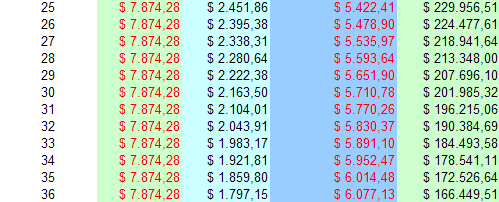 25 $ 7.874,28 $ 2.451,86 $ 5.422,41 $ 229.956,51
26 $ 7.874,28 $ 2.395,38 $ 5.478,90 $ 224.477,61
27 $ 7.874,28 $ 2.338,31 $ 5.535,97 $ 218.941,64
28 $ 7.874,28 $ 2.280,64 $ 5.593,64 $ 213.348,00
29 $ 7.874,28 $ 2.222,38 $ 5.651,90 $ 207.696,10
30 $ 7.874,28 $ 2.163,50 $ 5.710,78 $ 201.985,32
31 $ 7.874,28 $ 2.104,01 $ 5.770,26 $ 196.215,06
32 $ 7.874,28 $ 2.043,91 $ 5.830,37 $ 190.384,69
33 $ 7.874,28 $ 1.983,17 $ 5.891,10 $ 184.493,58
34 $ 7.874,28 $ 1.921,81 $ 5.952,47 $ 178.541,11
35 $ 7.874,28 $ 1.859,80 $ 6.014,48 $ 172.526,64
36 $ 7.874,28 $ 1.797,15 $ 6.077,13 $ 166.449,51